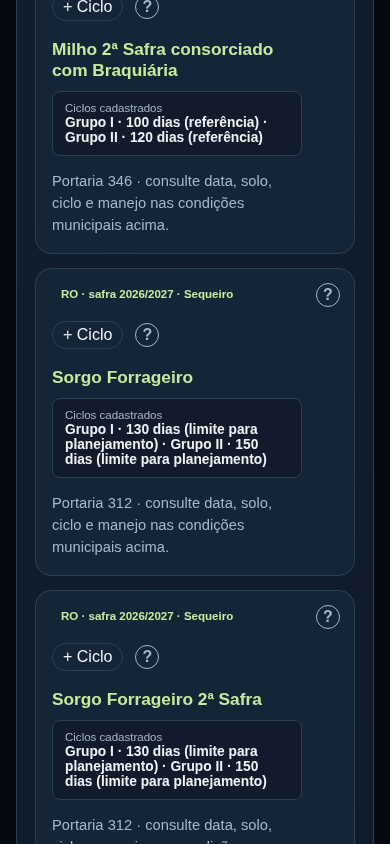 + Ciclo ?
Milho 2ª Safra consorciado
com Braquiária
Ciclos cadastrados
Grupo I · 100 dias (referência) ·
Grupo II · 120 dias (referência)
Portaria 346 · consulte data, solo,
ciclo e manejo nas condições
municipais acima.
RO · safra 2026/2027 · Sequeiro ?
+ Ciclo ?
Sorgo Forrageiro
Ciclos cadastrados
Grupo I · 130 dias (limite para
planejamento) · Grupo II · 150
dias (limite para planejamento)
Portaria 312 · consulte data, solo,
ciclo e manejo nas condições
municipais acima.
RO · safra 2026/2027 · Sequeiro ?
+ Ciclo ?
Sorgo Forrageiro 2ª Safra
Ciclos cadastrados
Grupo I · 130 dias (limite para
planejamento) · Grupo II · 150
dias (limite para planejamento)
Portaria 312 · consulte data, solo,